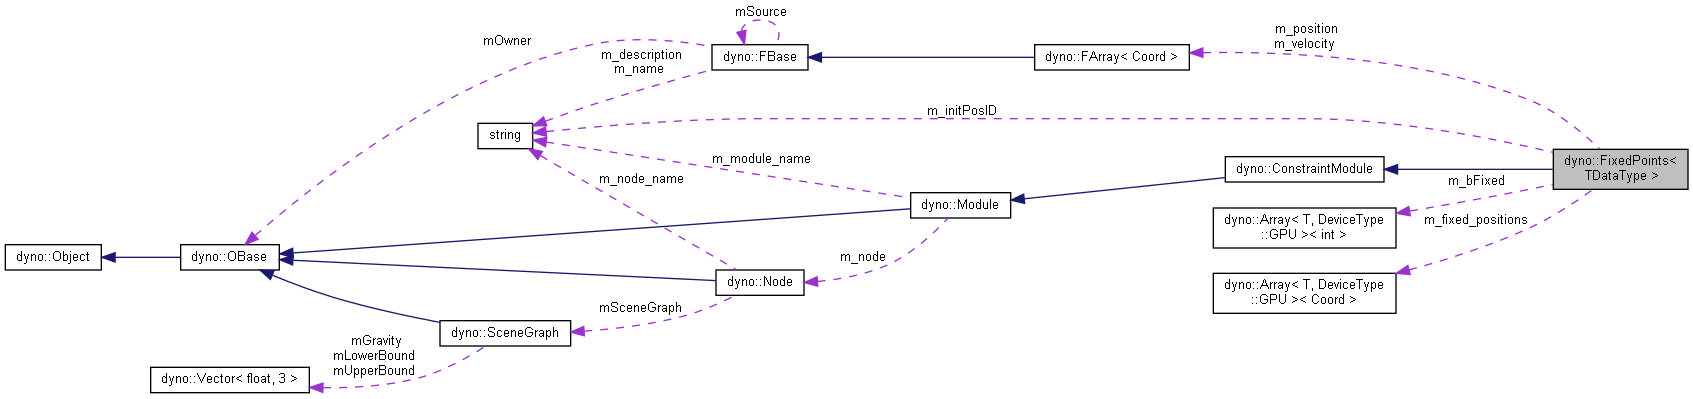 mSource
mOwner
m_description
m_name
dyno::FBase
dyno::FArray< Coord >
m_position
m_velocity
string
m_initPosID
dyno::FixedPoints<
TDataType >
m_module_name
dyno::ConstraintModule
m_bFixed
m_node_name
dyno::Module
dyno::Array< T, DeviceType
::GPU >< int >
m_fixed_positions
dyno::Object
dyno::OBase
m_node
dyno::Node
dyno::Array< T, DeviceType
::GPU >< Coord >
mSceneGraph
dyno::SceneGraph
mGravity
mLowerBound
mUpperBound
dyno::Vector< float, 3 >